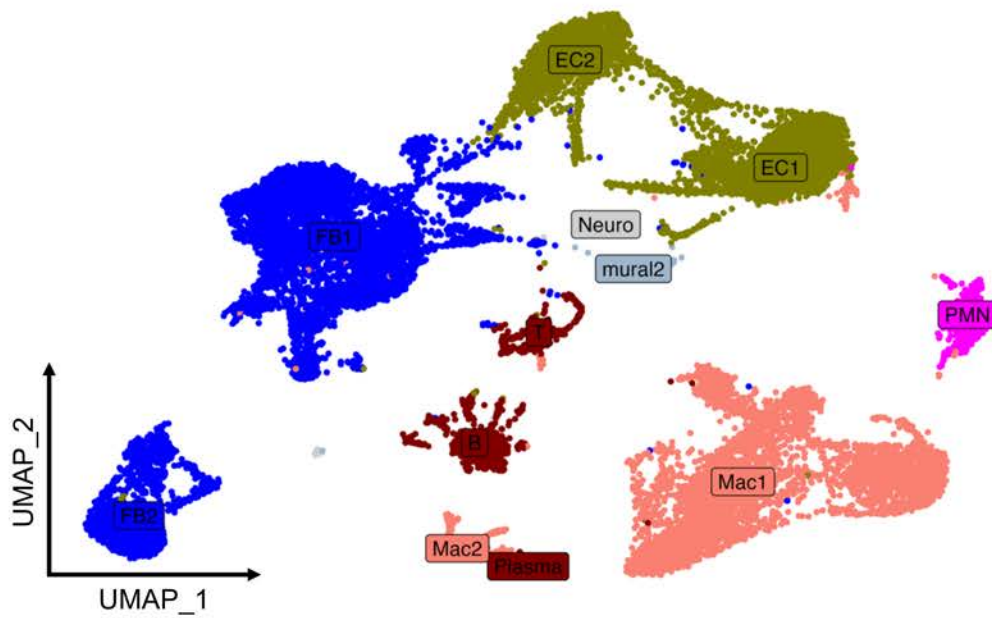 EC2
EC1
Neuro
FB1
mural2
PMN
T
B
Mac1
FB2
Mac2
Plasma
UMAP_2
UMAP_1